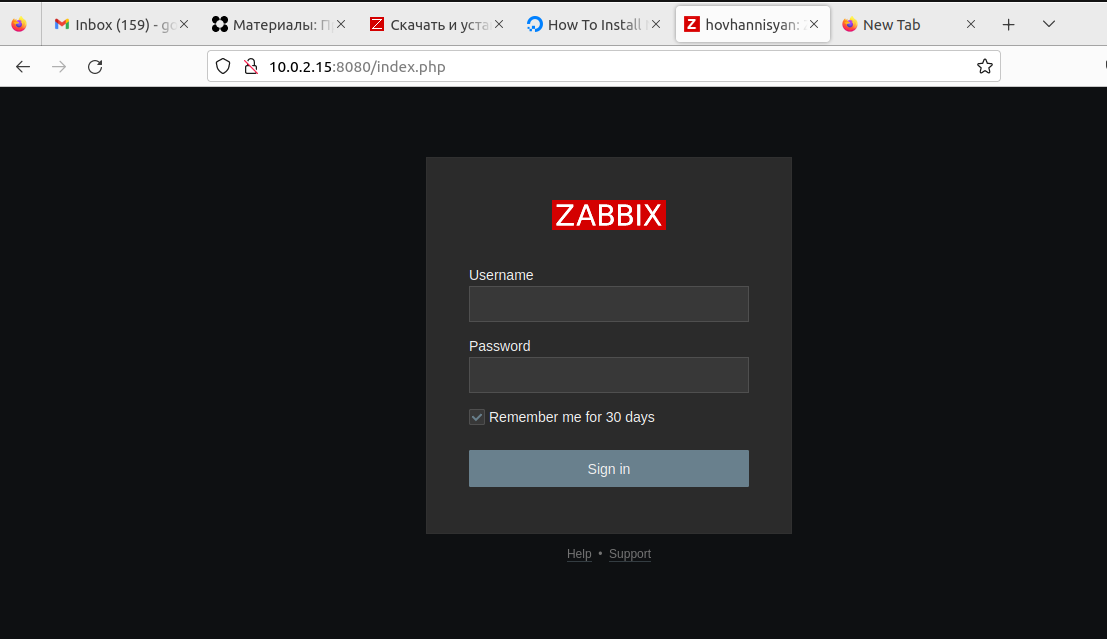 Inbox (159) - go
Материалы: П
Скачать и уста
How To Install
hovhannisyan:
New Tab
10.0.2.15:8080/index.php
ZABBIX
Username
Password
Remember me for 30 days
Sign in
Help • Support